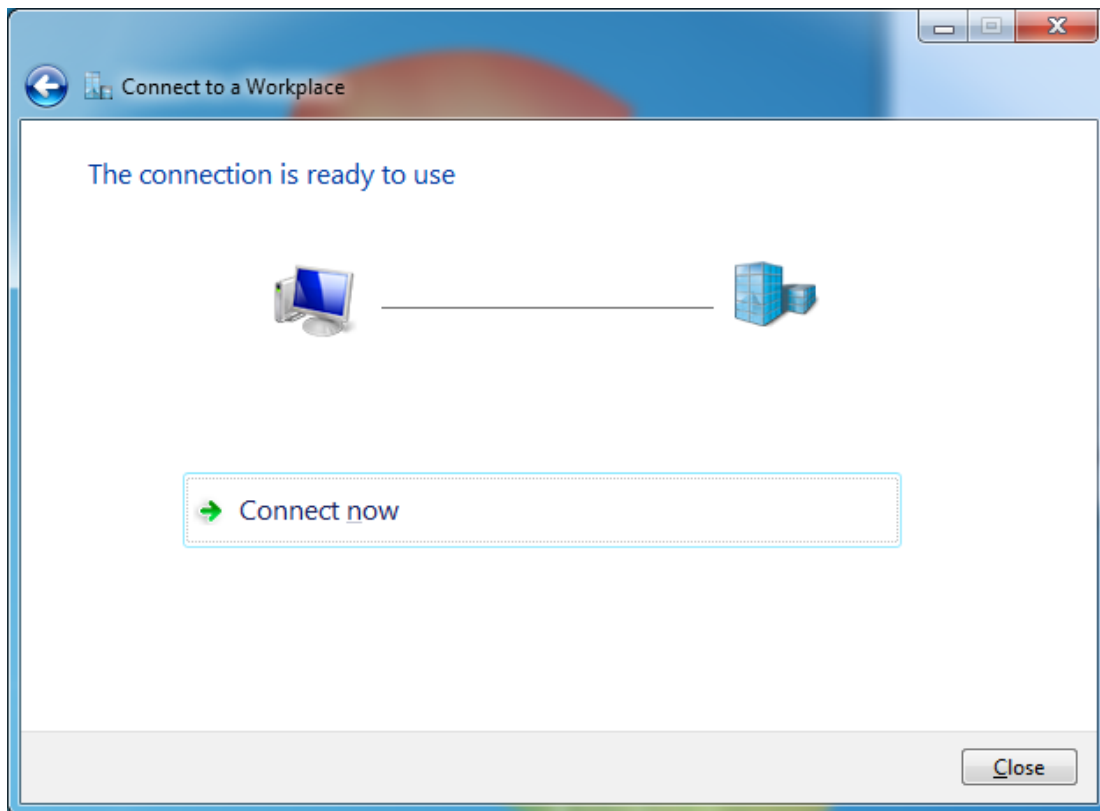 Connect to a Workplace
The connection is ready to use
Connect now
Close